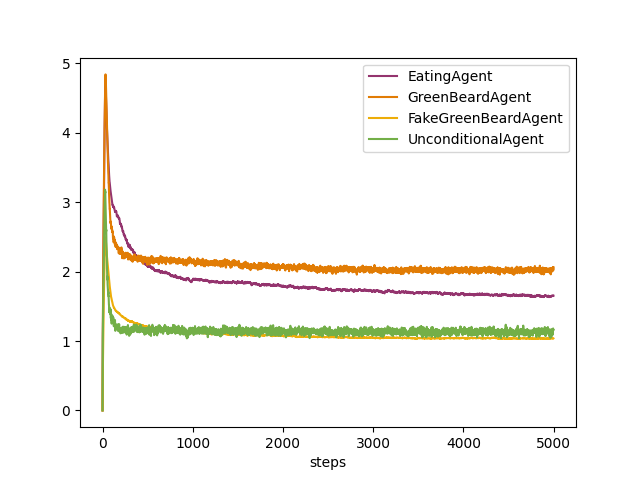 EatingAgent
GreenBeardAgent
FakeGreenBeardAgent
UnconditionalAgent
5
4
3
2
1
0
0 1000 2000 3000 4000 5000
steps